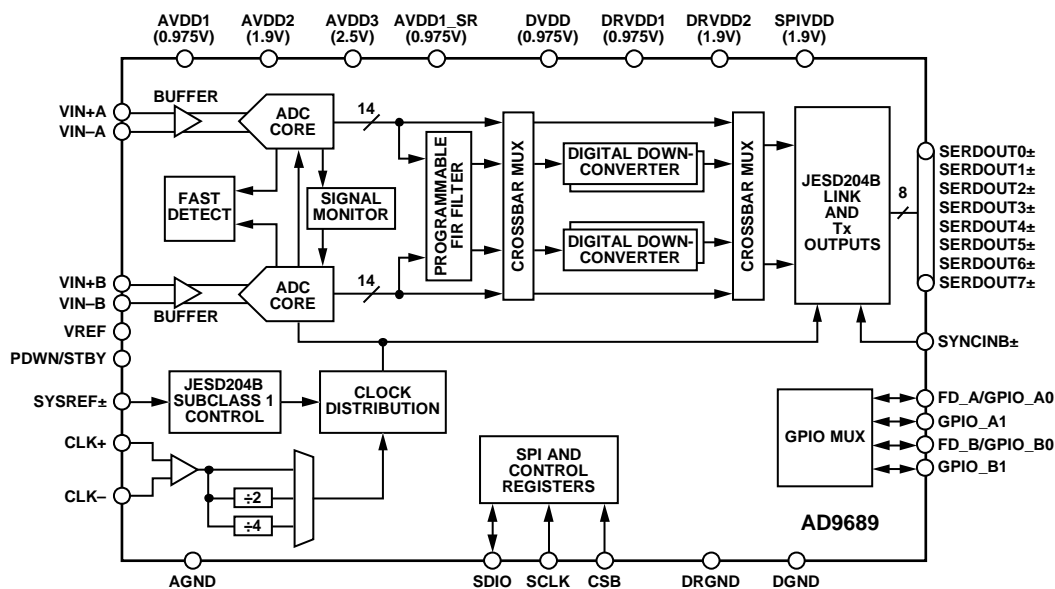 AVDD1
(0.975V)
AVDD2
(1.9V)
AVDD3
(2.5V)
AVDD1_SR
(0.975V)
DVDD
(0.975V)
DRVDD1
(0.975V)
DRVDD2
(1.9V)
SPIVDD
(1.9V)
VIN+A
VIN–A
BUFFER
ADC
CORE
14
FAST
DETECT
SIGNAL
MONITOR
PROGRAMMABLE
FIR FILTER
CROSSBAR MUX
DIGITAL DOWN-
CONVERTER
DIGITAL DOWN-
CONVERTER
CROSSBAR MUX
JESD204B
LINK
AND
Tx
OUTPUTS
8
SERDOUT0±
SERDOUT1±
SERDOUT2±
SERDOUT3±
SERDOUT4±
SERDOUT5±
SERDOUT6±
SERDOUT7±
VIN+B
VIN–B
BUFFER
ADC
CORE
14
VREF
PDWN/STBY
SYNCINB±
SYSREF±
JESD204B
SUBCLASS 1
CONTROL
CLOCK
DISTRIBUTION
CLK+
CLK–
÷2
÷4
SPI AND
CONTROL
REGISTERS
GPIO MUX
FD_A/GPIO_A0
GPIO_A1
FD_B/GPIO_B0
GPIO_B1
AD9689
AGND
SDIO
SCLK
CSB
DRGND
DGND